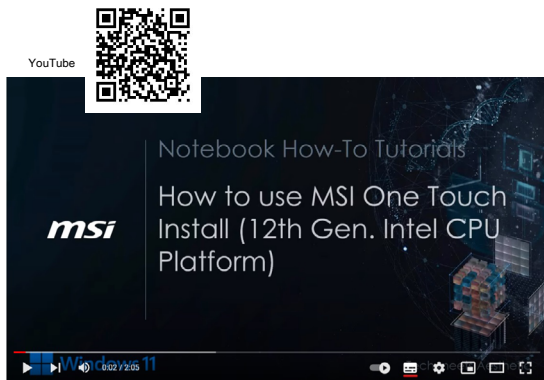 YouTube
Notebook How-To Tutorials
How to use MSI One Touch
Install (12th Gen. Intel CPU
Platform)
msi
Windows 11
0:02 / 2:05